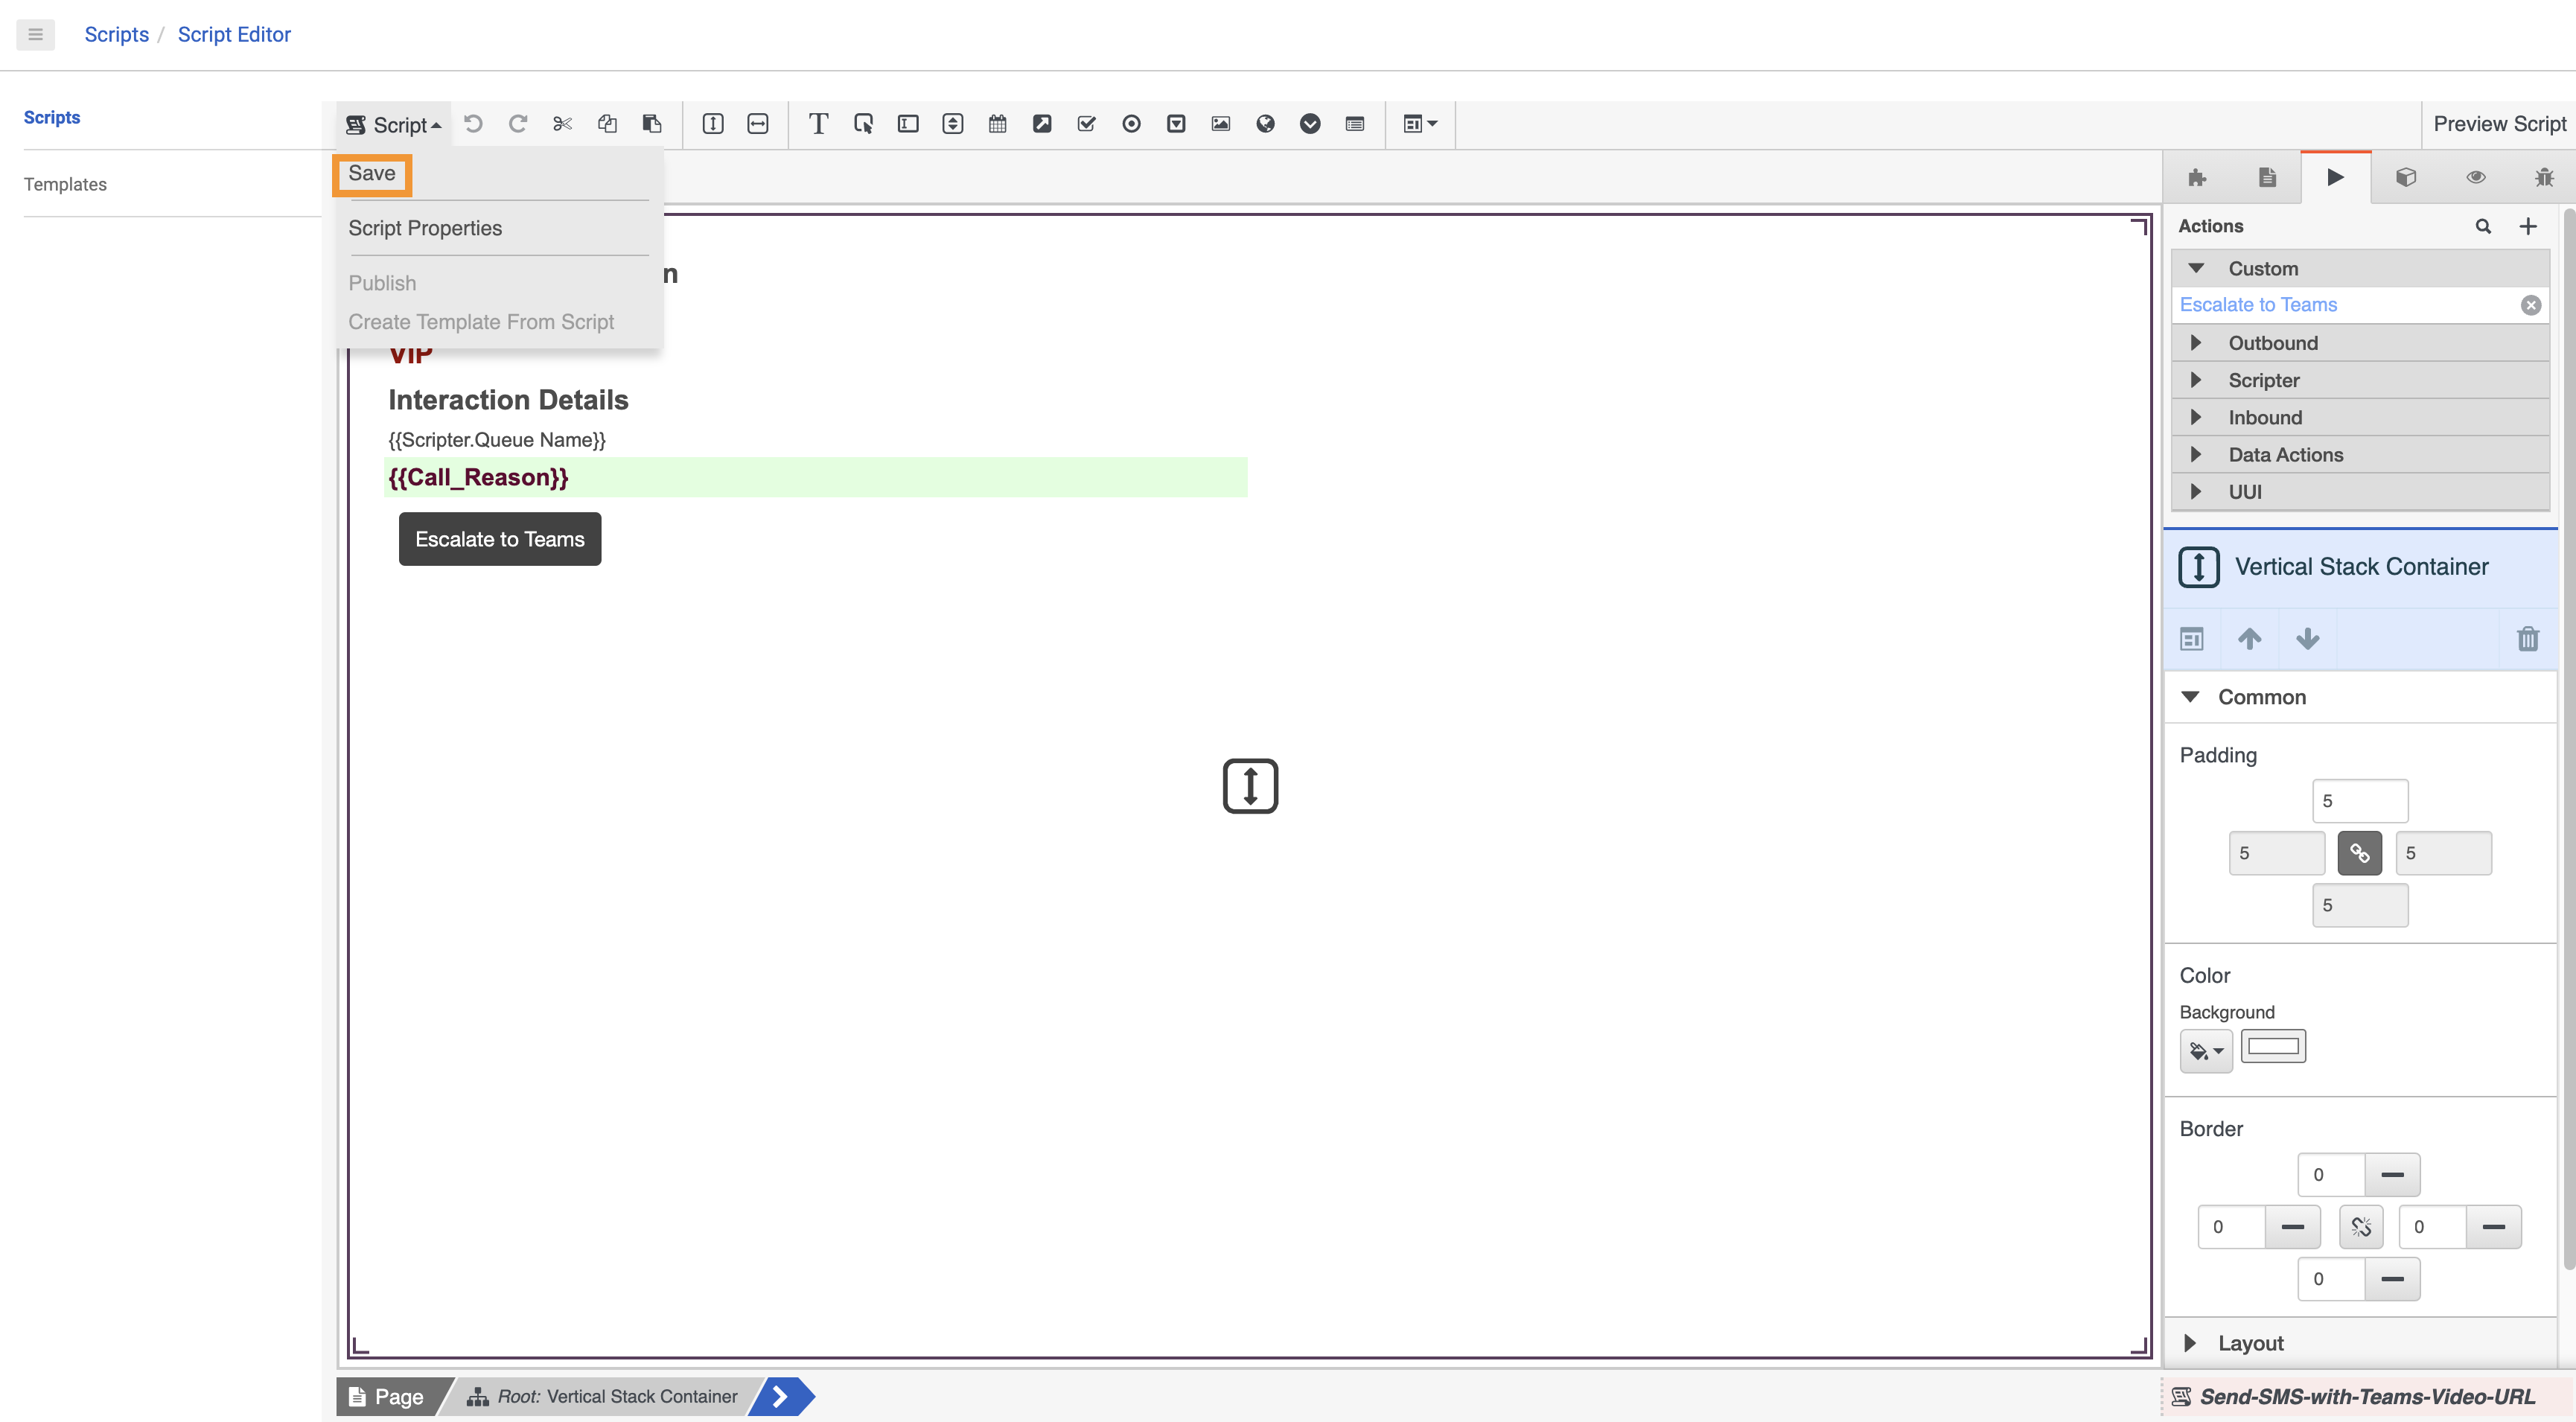 Scripts / Script Editor
Scripts
Templates
Script
Preview Script
Save
Script Properties
Publish
Create Template From Script
n
VIP
Interaction Details
{{Scripter.Queue Name}}
{{Call_Reason}}
Escalate to Teams
Actions
Custom
Escalate to Teams
Outbound
Scripter
Inbound
Data Actions
UUI
Vertical Stack Container
Common
Padding
5
5 5
5
Color
Background
Border
0
0 0
0
Layout
Page
Root: Vertical Stack Container
Send-SMS-with-Teams-Video-URL